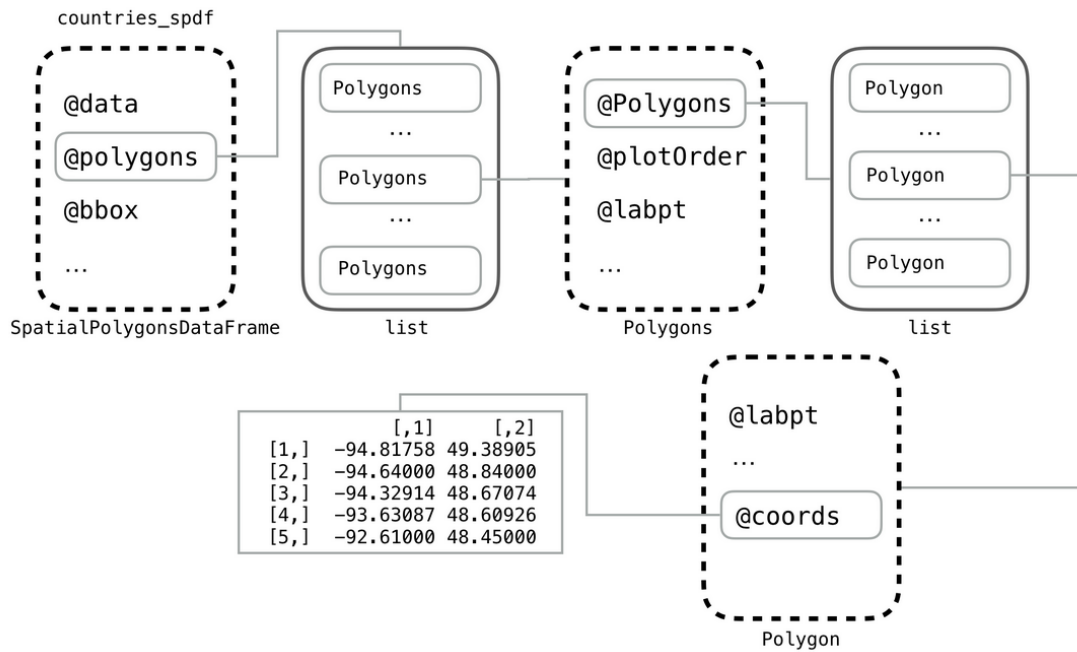 countries_spdf
@data
@polygons
@bbox
...
SpatialPolygonsDataFrame
Polygons
...
Polygons
...
Polygons
list
@Polygons
@plotOrder
@labpt
...
Polygons
Polygon
...
Polygon
...
Polygon
list
[,1] [,2]
[1,] -94.81758 49.38905
[2,] -94.64000 48.84000
[3,] -94.32914 48.67074
[4,] -93.63087 48.60926
[5,] -92.61000 48.45000
@labpt
...
@coords
Polygon